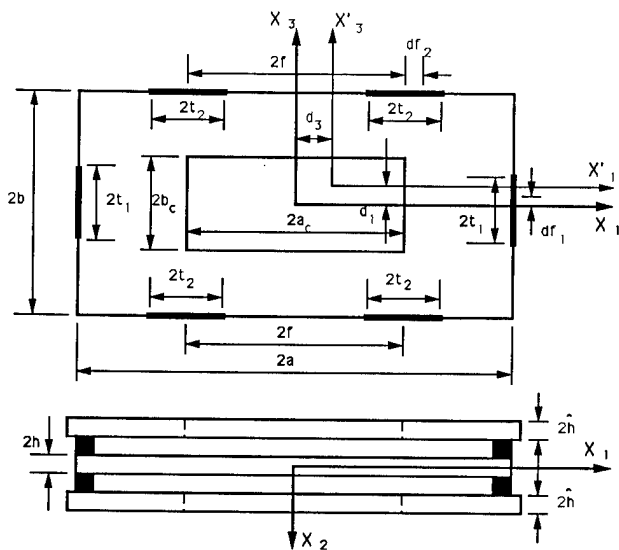 X3 X'3
df2
2f
2t2 2t2
d3
X'1
2b 2t1 2bc 2t1
X1
2ac d1
df1
2t2 2t2
2f
2a
2h 2ĥ
X1
2ĥ
X2